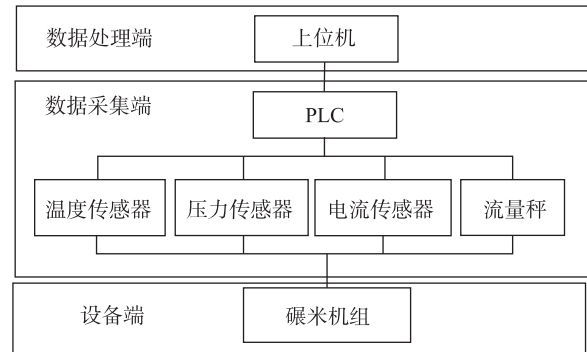 数据处理端
上位机
数据采集端
PLC
温度传感器 压力传感器 电流传感器 流量秤
设备端 碾米机组